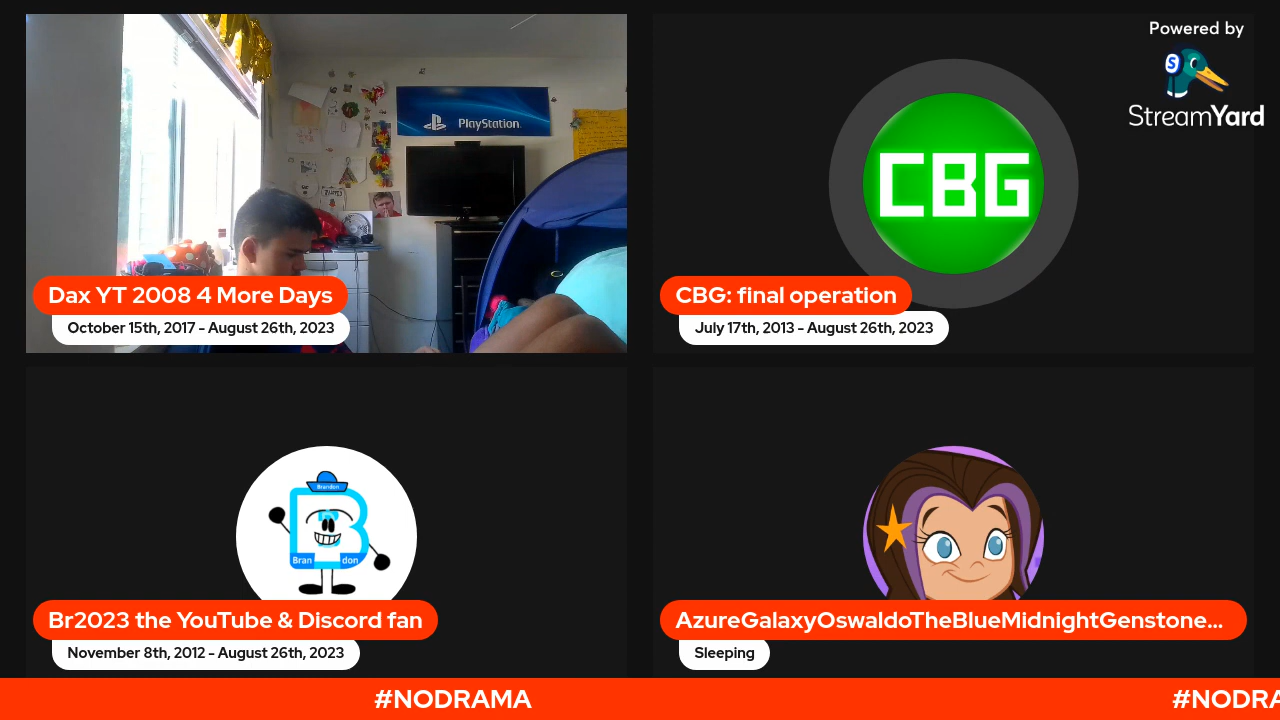 Powered by
StreamYard
PlayStation
CBG
Dax YT 2008 4 More Days
October 15th, 2017 - August 26th, 2023
CBG: final operation
July 17th, 2013 - August 26th, 2023
Brandon
Bran don
Br2023 the YouTube & Discord fan
November 8th, 2012 - August 26th, 2023
AzureGalaxyOswaldoTheBlueMidnightGenstone...
Sleeping
#NODRAMA
#NODRA